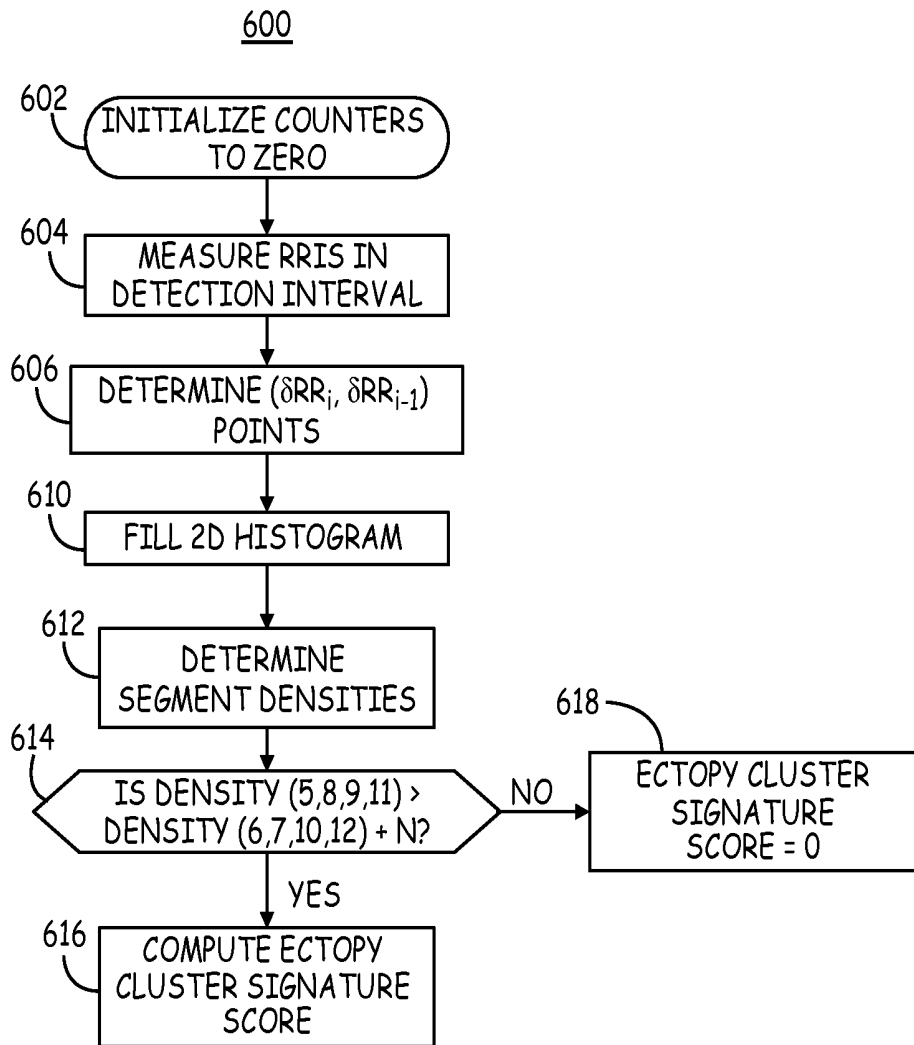 600
602
INITIALIZE COUNTERS
TO ZERO
604
MEASURE RRIS IN
DETECTION INTERVAL
606
DETERMINE (δRRi, δRRi-1)
POINTS
610
FILL 2D HISTOGRAM
612
DETERMINE
SEGMENT DENSITIES
614
IS DENSITY (5,8,9,11) >
DENSITY (6,7,10,12) + N?
NO
618
ECTOPY CLUSTER
SIGNATURE
SCORE = 0
YES
616
COMPUTE ECTOPY
CLUSTER SIGNATURE
SCORE